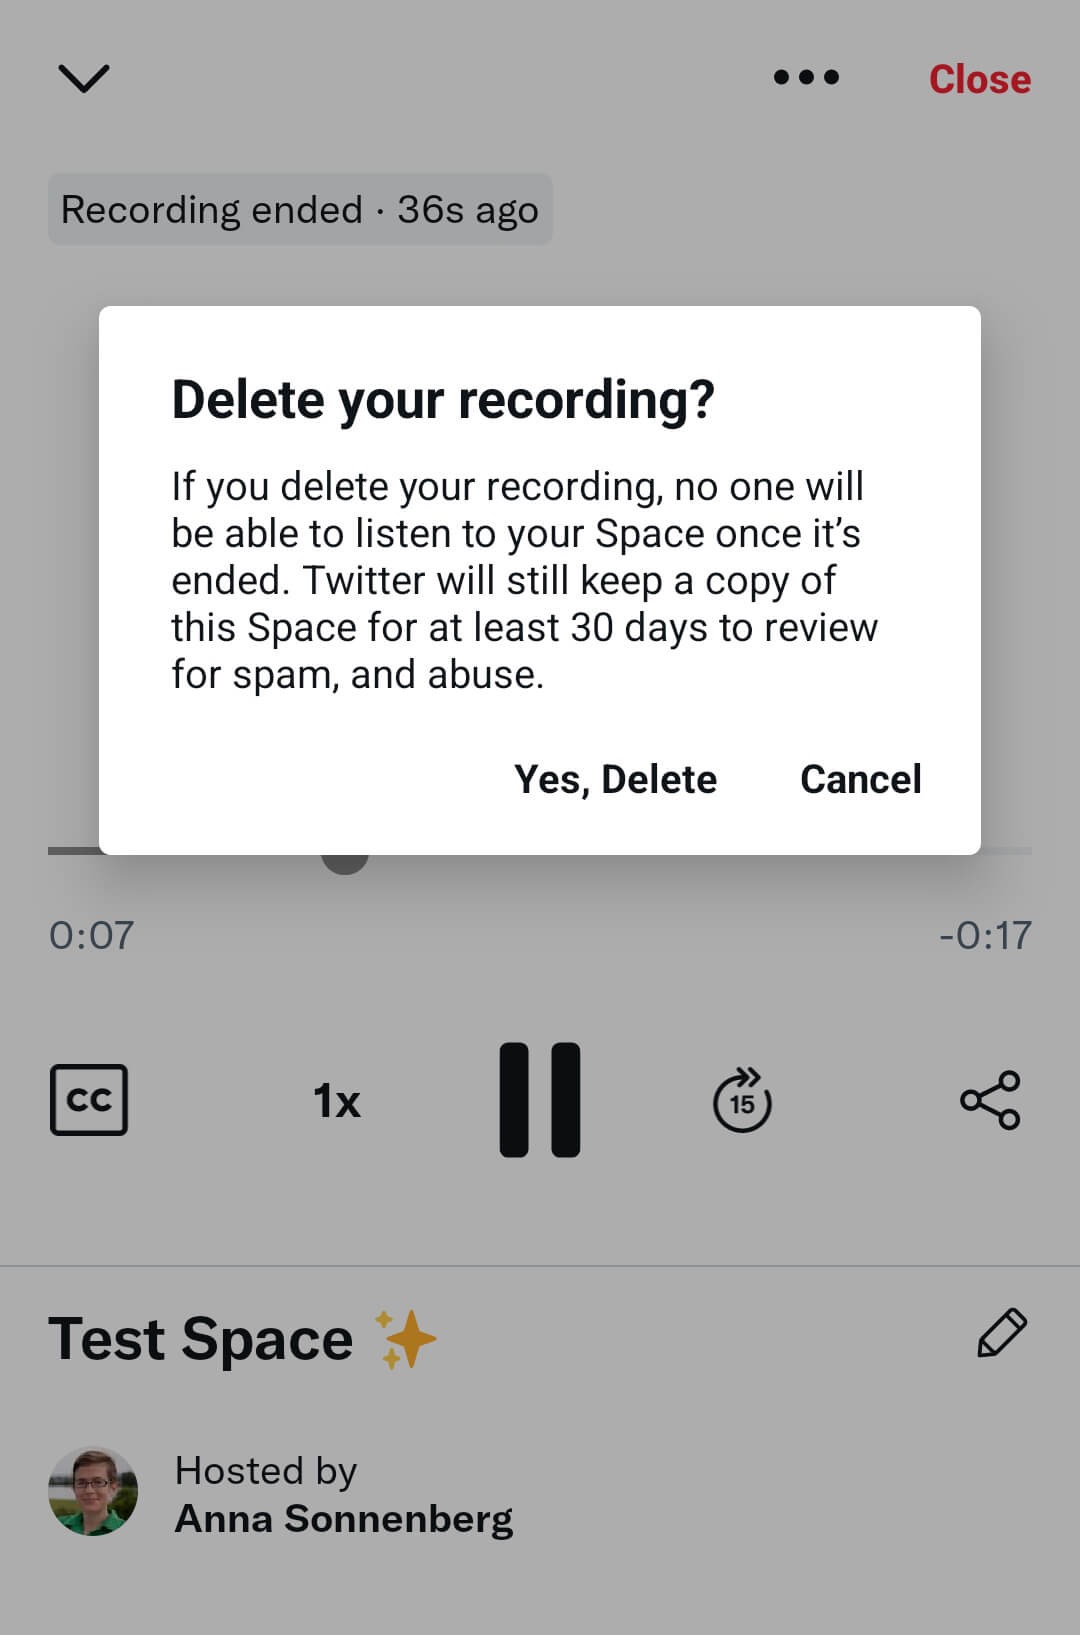 Close
Recording ended · 36s ago
Delete your recording?
If you delete your recording, no one will
be able to listen to your Space once it’s
ended. Twitter will still keep a copy of
this Space for at least 30 days to review
for spam, and abuse.
Yes, Delete Cancel
0:07 -0:17
CC 1x 15
Test Space ✨
Hosted by
Anna Sonnenberg